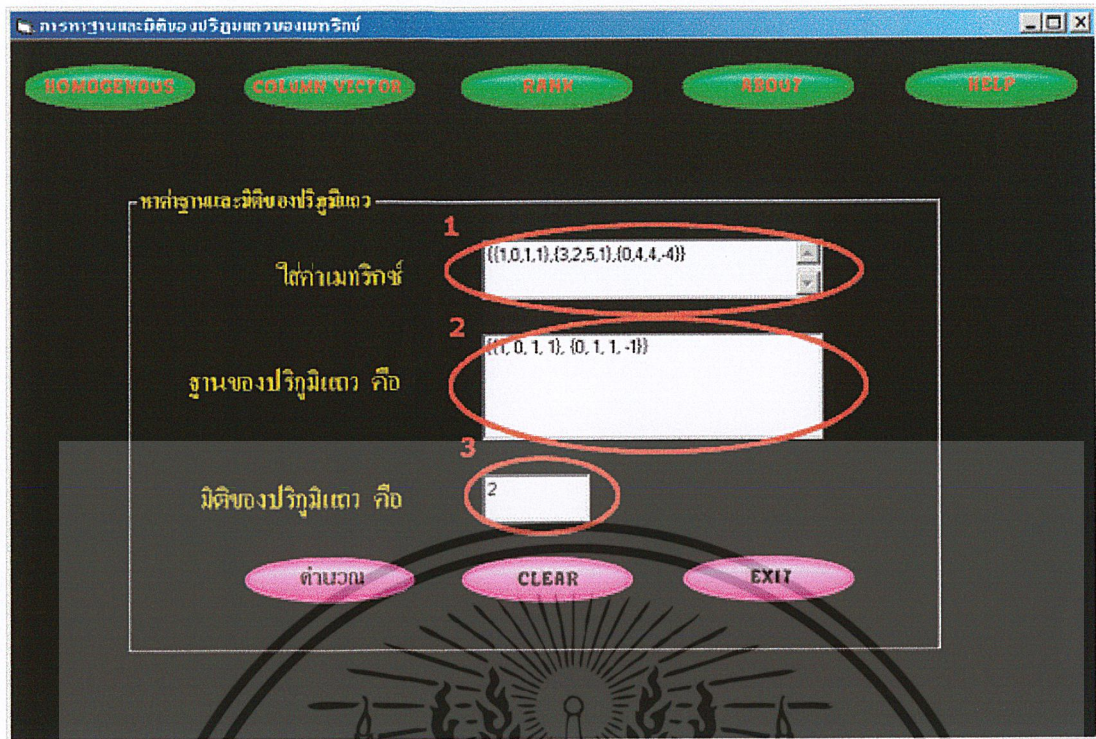 การหาฐานและมิติของปริภูมิแถวของเมทริกซ์
HOMOGENOUS COLUMN VECTOR RANK ABOUT HELP
หาค่าฐานและมิติของปริภูมิแถว
1
ใส่ค่าเมทริกซ์ {{1,0,1,1},{3,2,5,1},{0,4,4,-4}}
2
ฐานของปริภูมิแถว คือ {{1, 0, 1, 1}, {0, 1, 1, -1}}
3
มิติของปริภูมิแถว คือ 2
คำนวณ CLEAR EXIT